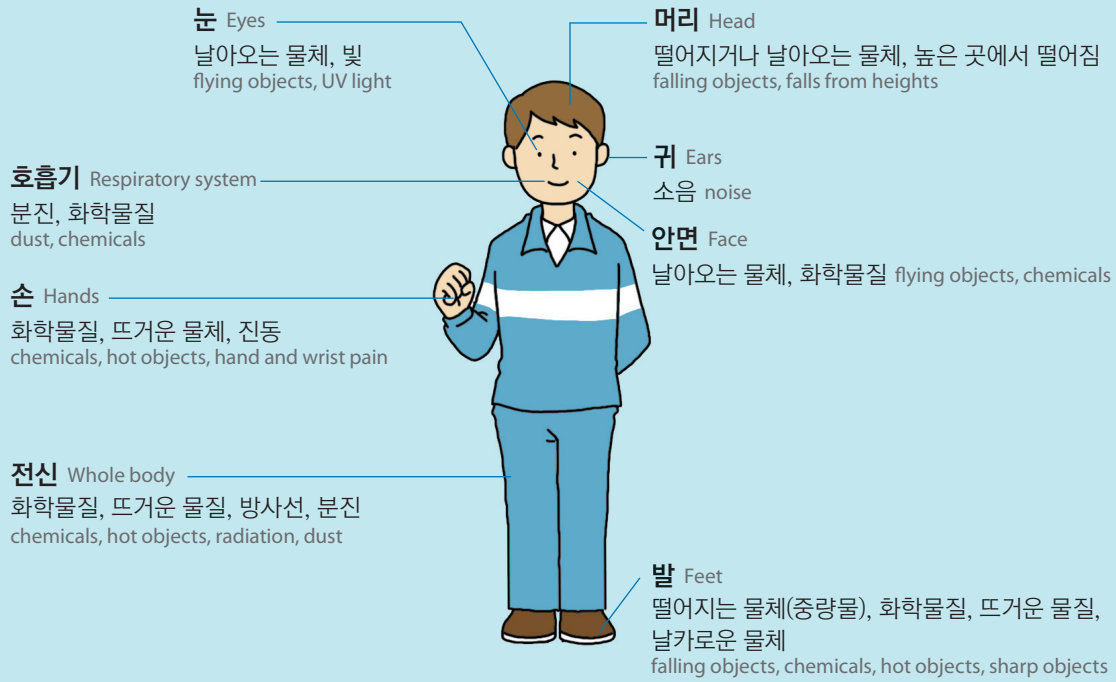 눈 Eyes
날아오는 물체, 빛
flying objects, UV light
머리 Head
떨어지거나 날아오는 물체, 높은 곳에서 떨어짐
falling objects, falls from heights
귀 Ears
소음 noise
호흡기 Respiratory system
분진, 화학물질
dust, chemicals
안면 Face
날아오는 물체, 화학물질 flying objects, chemicals
손 Hands
화학물질, 뜨거운 물체, 진동
chemicals, hot objects, hand and wrist pain
전신 Whole body
화학물질, 뜨거운 물질, 방사선, 분진
chemicals, hot objects, radiation, dust
발 Feet
떨어지는 물체(중량물), 화학물질, 뜨거운 물질,
날카로운 물체
falling objects, chemicals, hot objects, sharp objects